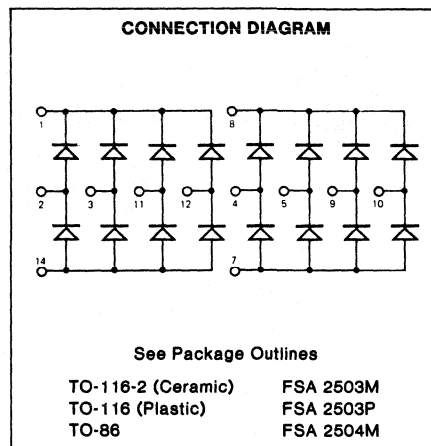 CONNECTION DIAGRAM
1 8
2 3 11 12 4 5 9 10
14 7
See Package Outlines
TO-116-2 (Ceramic) FSA 2503M
TO-116 (Plastic) FSA 2503P
TO-86 FSA 2504M